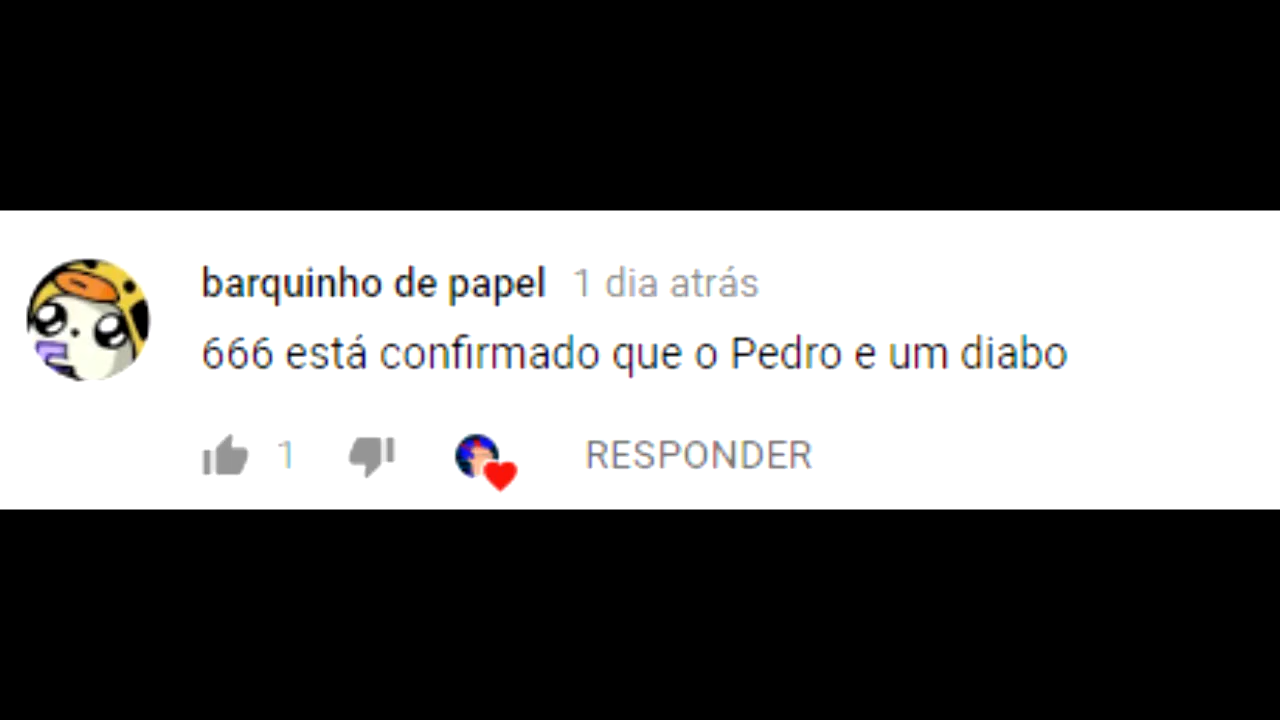 barquinho de papel 1 dia atrás
666 está confirmado que o Pedro e um diabo
1 RESPONDER